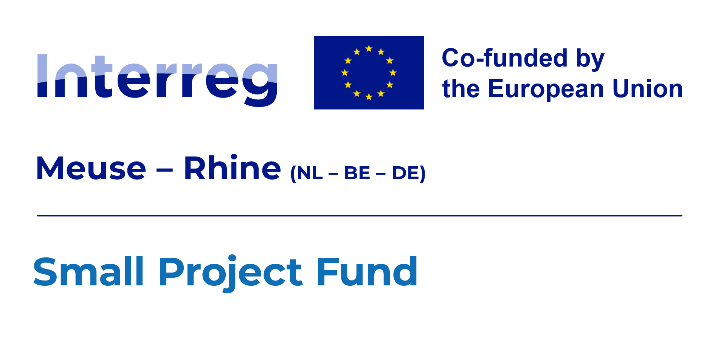 Interreg
Co-funded by
the European Union
Meuse – Rhine (NL – BE – DE)
Small Project Fund